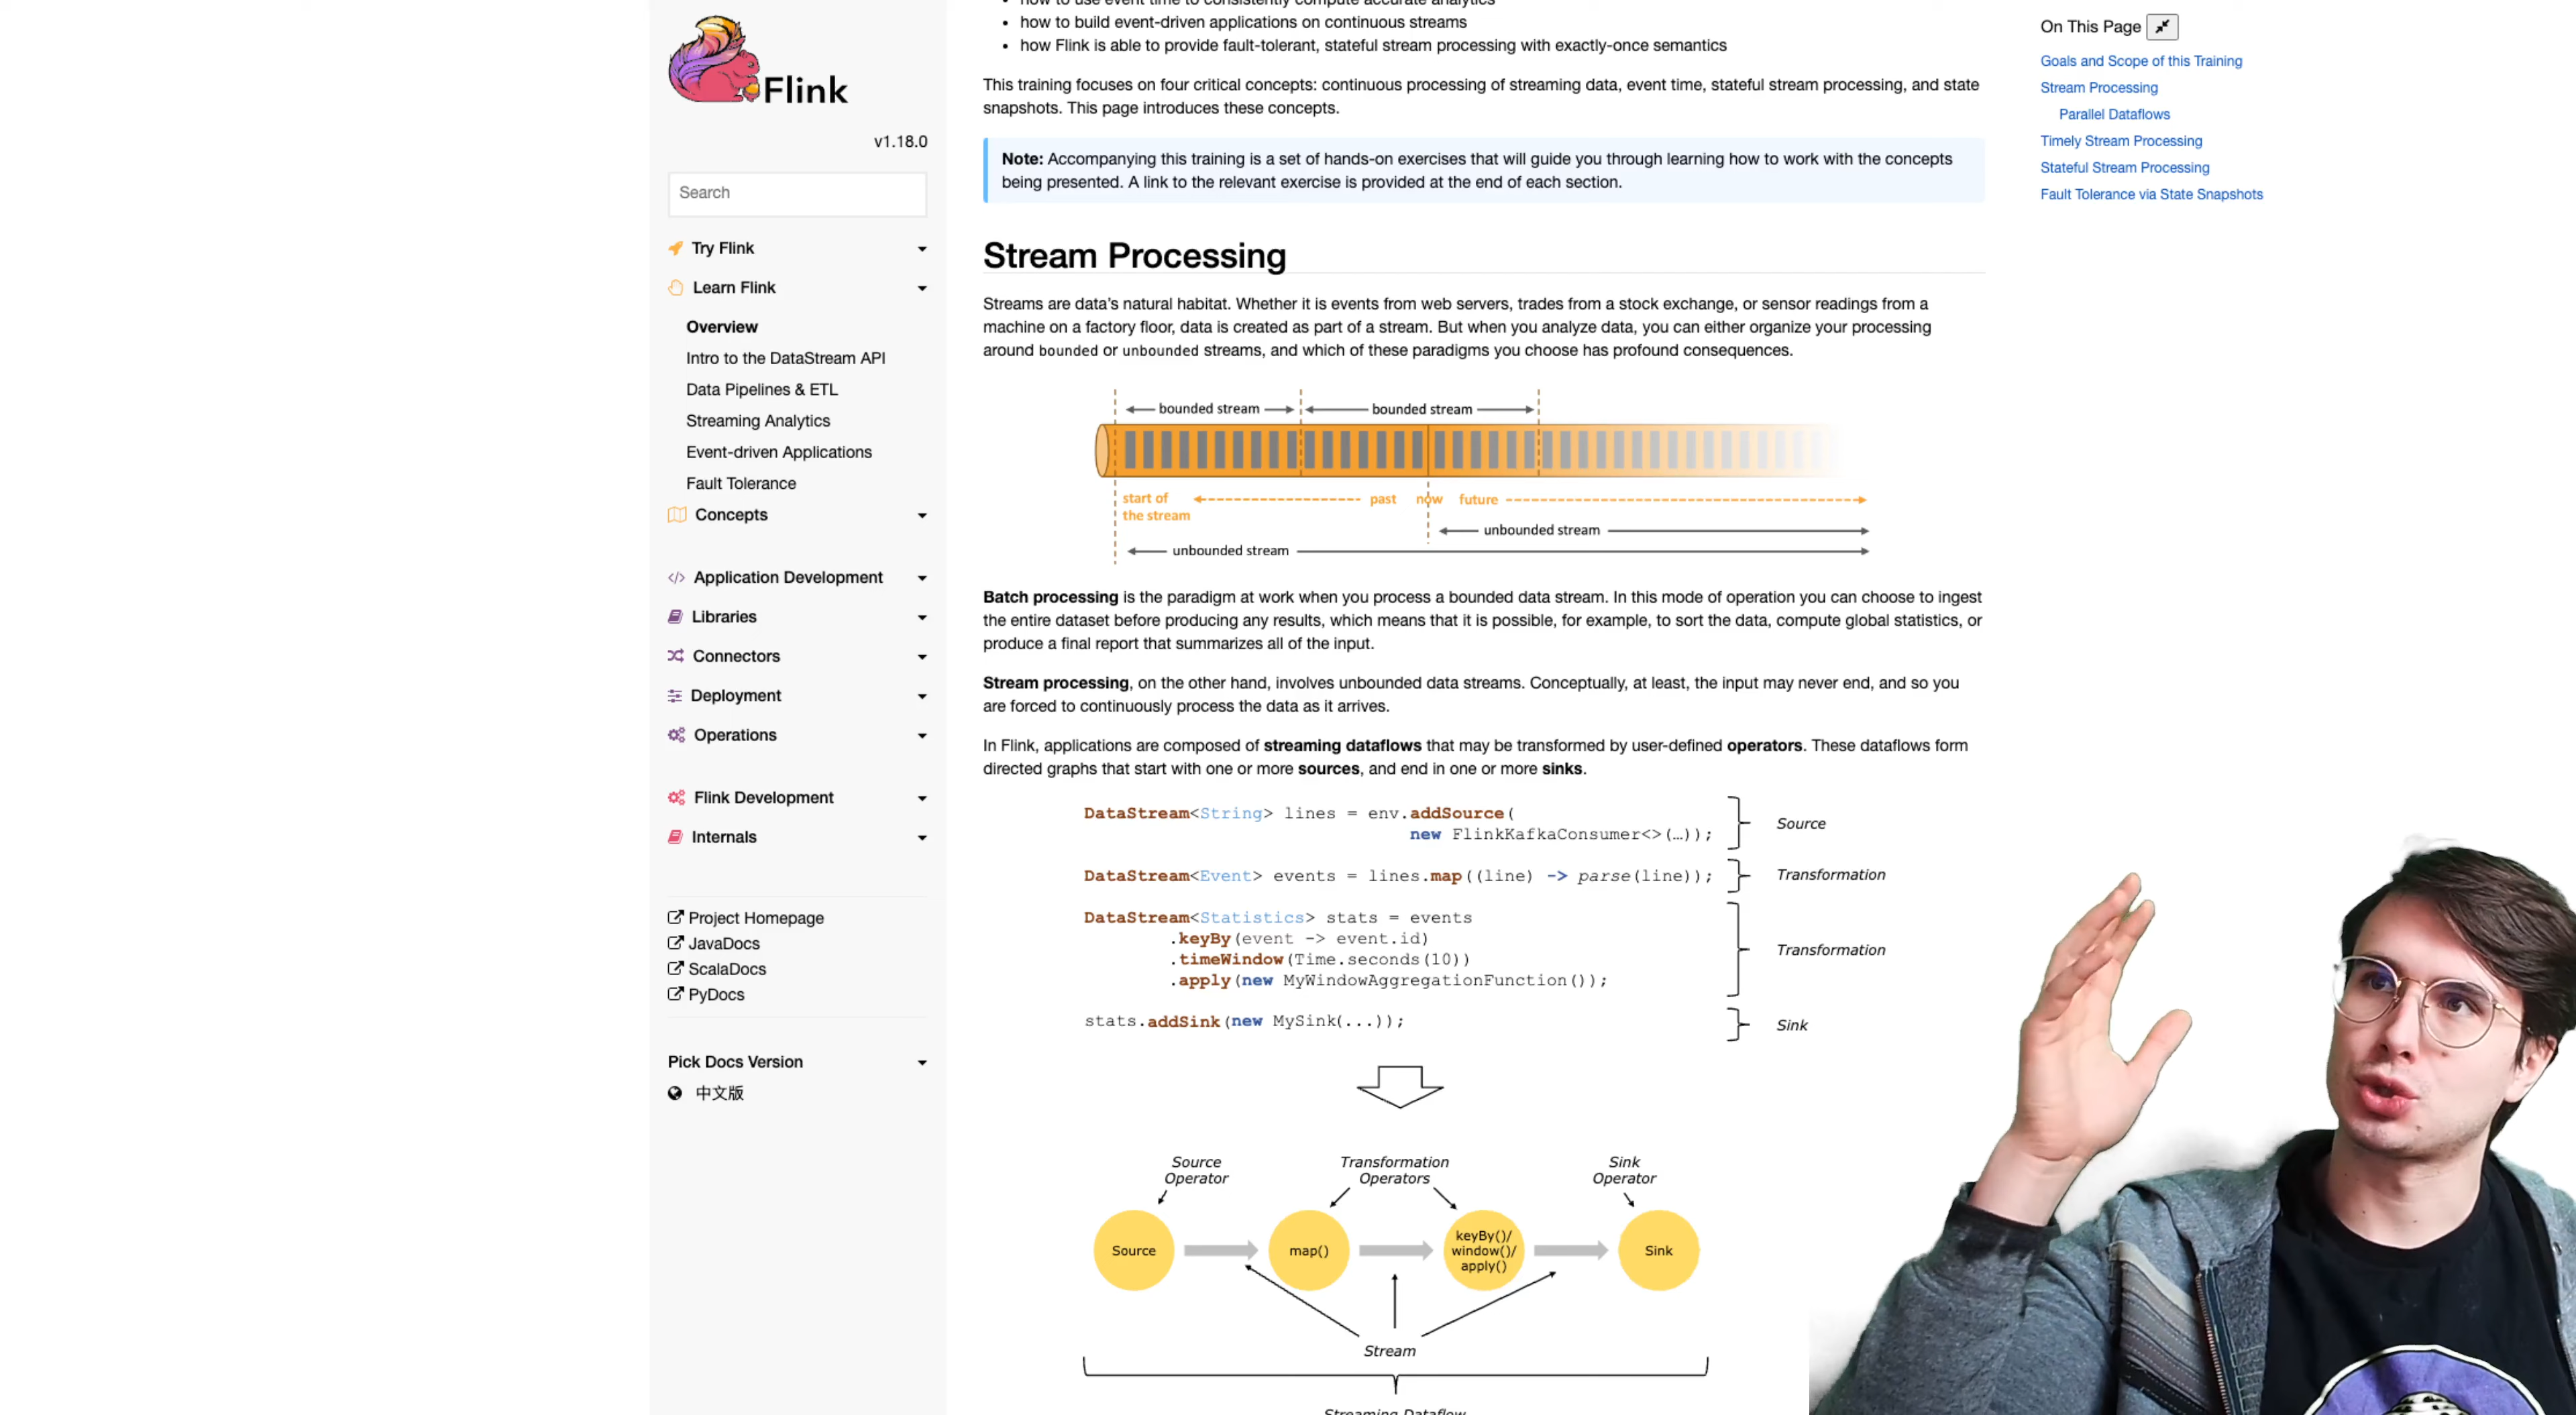 Flink
v1.18.0
Search
Try Flink
Learn Flink
Overview
Intro to the DataStream API
Data Pipelines & ETL
Streaming Analytics
Event-driven Applications
Fault Tolerance
Concepts
Application Development
Libraries
Connectors
Deployment
Operations
Flink Development
Internals
Project Homepage
JavaDocs
ScalaDocs
PyDocs
Pick Docs Version
中文版
how to use event time to consistently compute accurate analytics
how to build event-driven applications on continuous streams
how Flink is able to provide fault-tolerant, stateful stream processing with exactly-once semantics
This training focuses on four critical concepts: continuous processing of streaming data, event time, stateful stream processing, and state
snapshots. This page introduces these concepts.
Note: Accompanying this training is a set of hands-on exercises that will guide you through learning how to work with the concepts
being presented. A link to the relevant exercise is provided at the end of each section.
Stream Processing
Streams are data's natural habitat. Whether it is events from web servers, trades from a stock exchange, or sensor readings from a
machine on a factory floor, data is created as part of a stream. But when you analyze data, you can either organize your processing
around bounded or unbounded streams, and which of these paradigms you choose has profound consequences.
bounded stream bounded stream
start of past now future
the stream
unbounded stream
unbounded stream
Batch processing is the paradigm at work when you process a bounded data stream. In this mode of operation you can choose to ingest
the entire dataset before producing any results, which means that it is possible, for example, to sort the data, compute global statistics, or
produce a final report that summarizes all of the input.
Stream processing, on the other hand, involves unbounded data streams. Conceptually, at least, the input may never end, and so you
are forced to continuously process the data as it arrives.
In Flink, applications are composed of streaming dataflows that may be transformed by user-defined operators. These dataflows form
directed graphs that start with one or more sources, and end in one or more sinks.
DataStream<String> lines = env.addSource(
new FlinkKafkaConsumer<>(…));
Source
DataStream<Event> events = lines.map((line) -> parse(line));
Transformation
DataStream<Statistics> stats = events
.keyBy(event -> event.id)
.timeWindow(Time.seconds(10))
.apply(new MyWindowAggregationFunction());
Transformation
stats.addSink(new MySink(...));
Sink
Source Transformation Sink
Operator Operators Operator
Source
map()
keyBy()/
window()/
apply()
Sink
Stream
Streaming Dataflow
On This Page
Goals and Scope of this Training
Stream Processing
Parallel Dataflows
Timely Stream Processing
Stateful Stream Processing
Fault Tolerance via State Snapshots